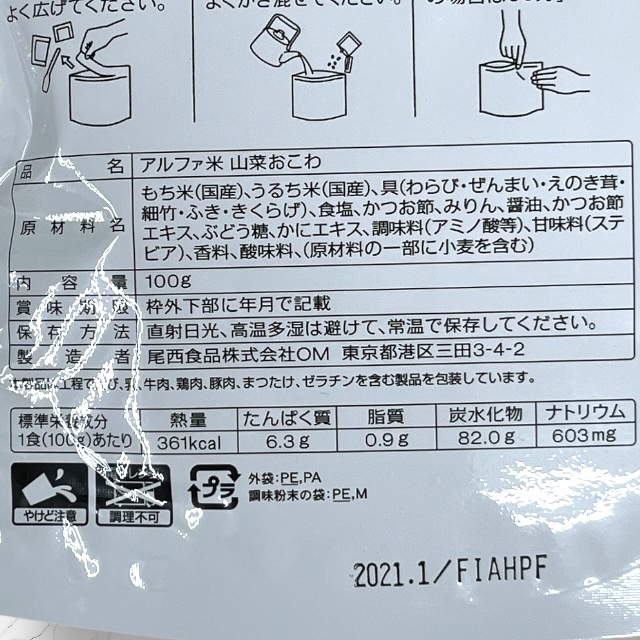 よく広げてください。
よくかき混ぜてください。
品 名 アルファ米 山菜おこわ
原材料名 もち米(国産)、うるち米(国産)、具(わらび・ぜんまい・えのき茸・
細竹・ふき・きくらげ)、食塩、かつお節、みりん、醤油、かつお節
エキス、ぶどう糖、かにエキス、調味料(アミノ酸等)、甘味料(ステ
ビア)、香料、酸味料、(原材料の一部に小麦を含む)
内容量 100g
賞味期限 枠外下部に年月で記載
保存方法 直射日光、高温多湿は避けて、常温で保存してください。
製造者 尾西食品株式会社OM 東京都港区三田3-4-2
牛肉、鶏肉、豚肉、まつたけ、ゼラチンを含む製品を包装しています。
標準栄養成分 熱量 たんぱく質 脂質 炭水化物 ナトリウム
1食(100g)あたり 361kcal 6.3g 0.9g 82.0g 603mg
やけど注意
調理不可
プラ
外袋:PE,PA
調味粉末の袋:PE,M
2021.1/FIAHPF